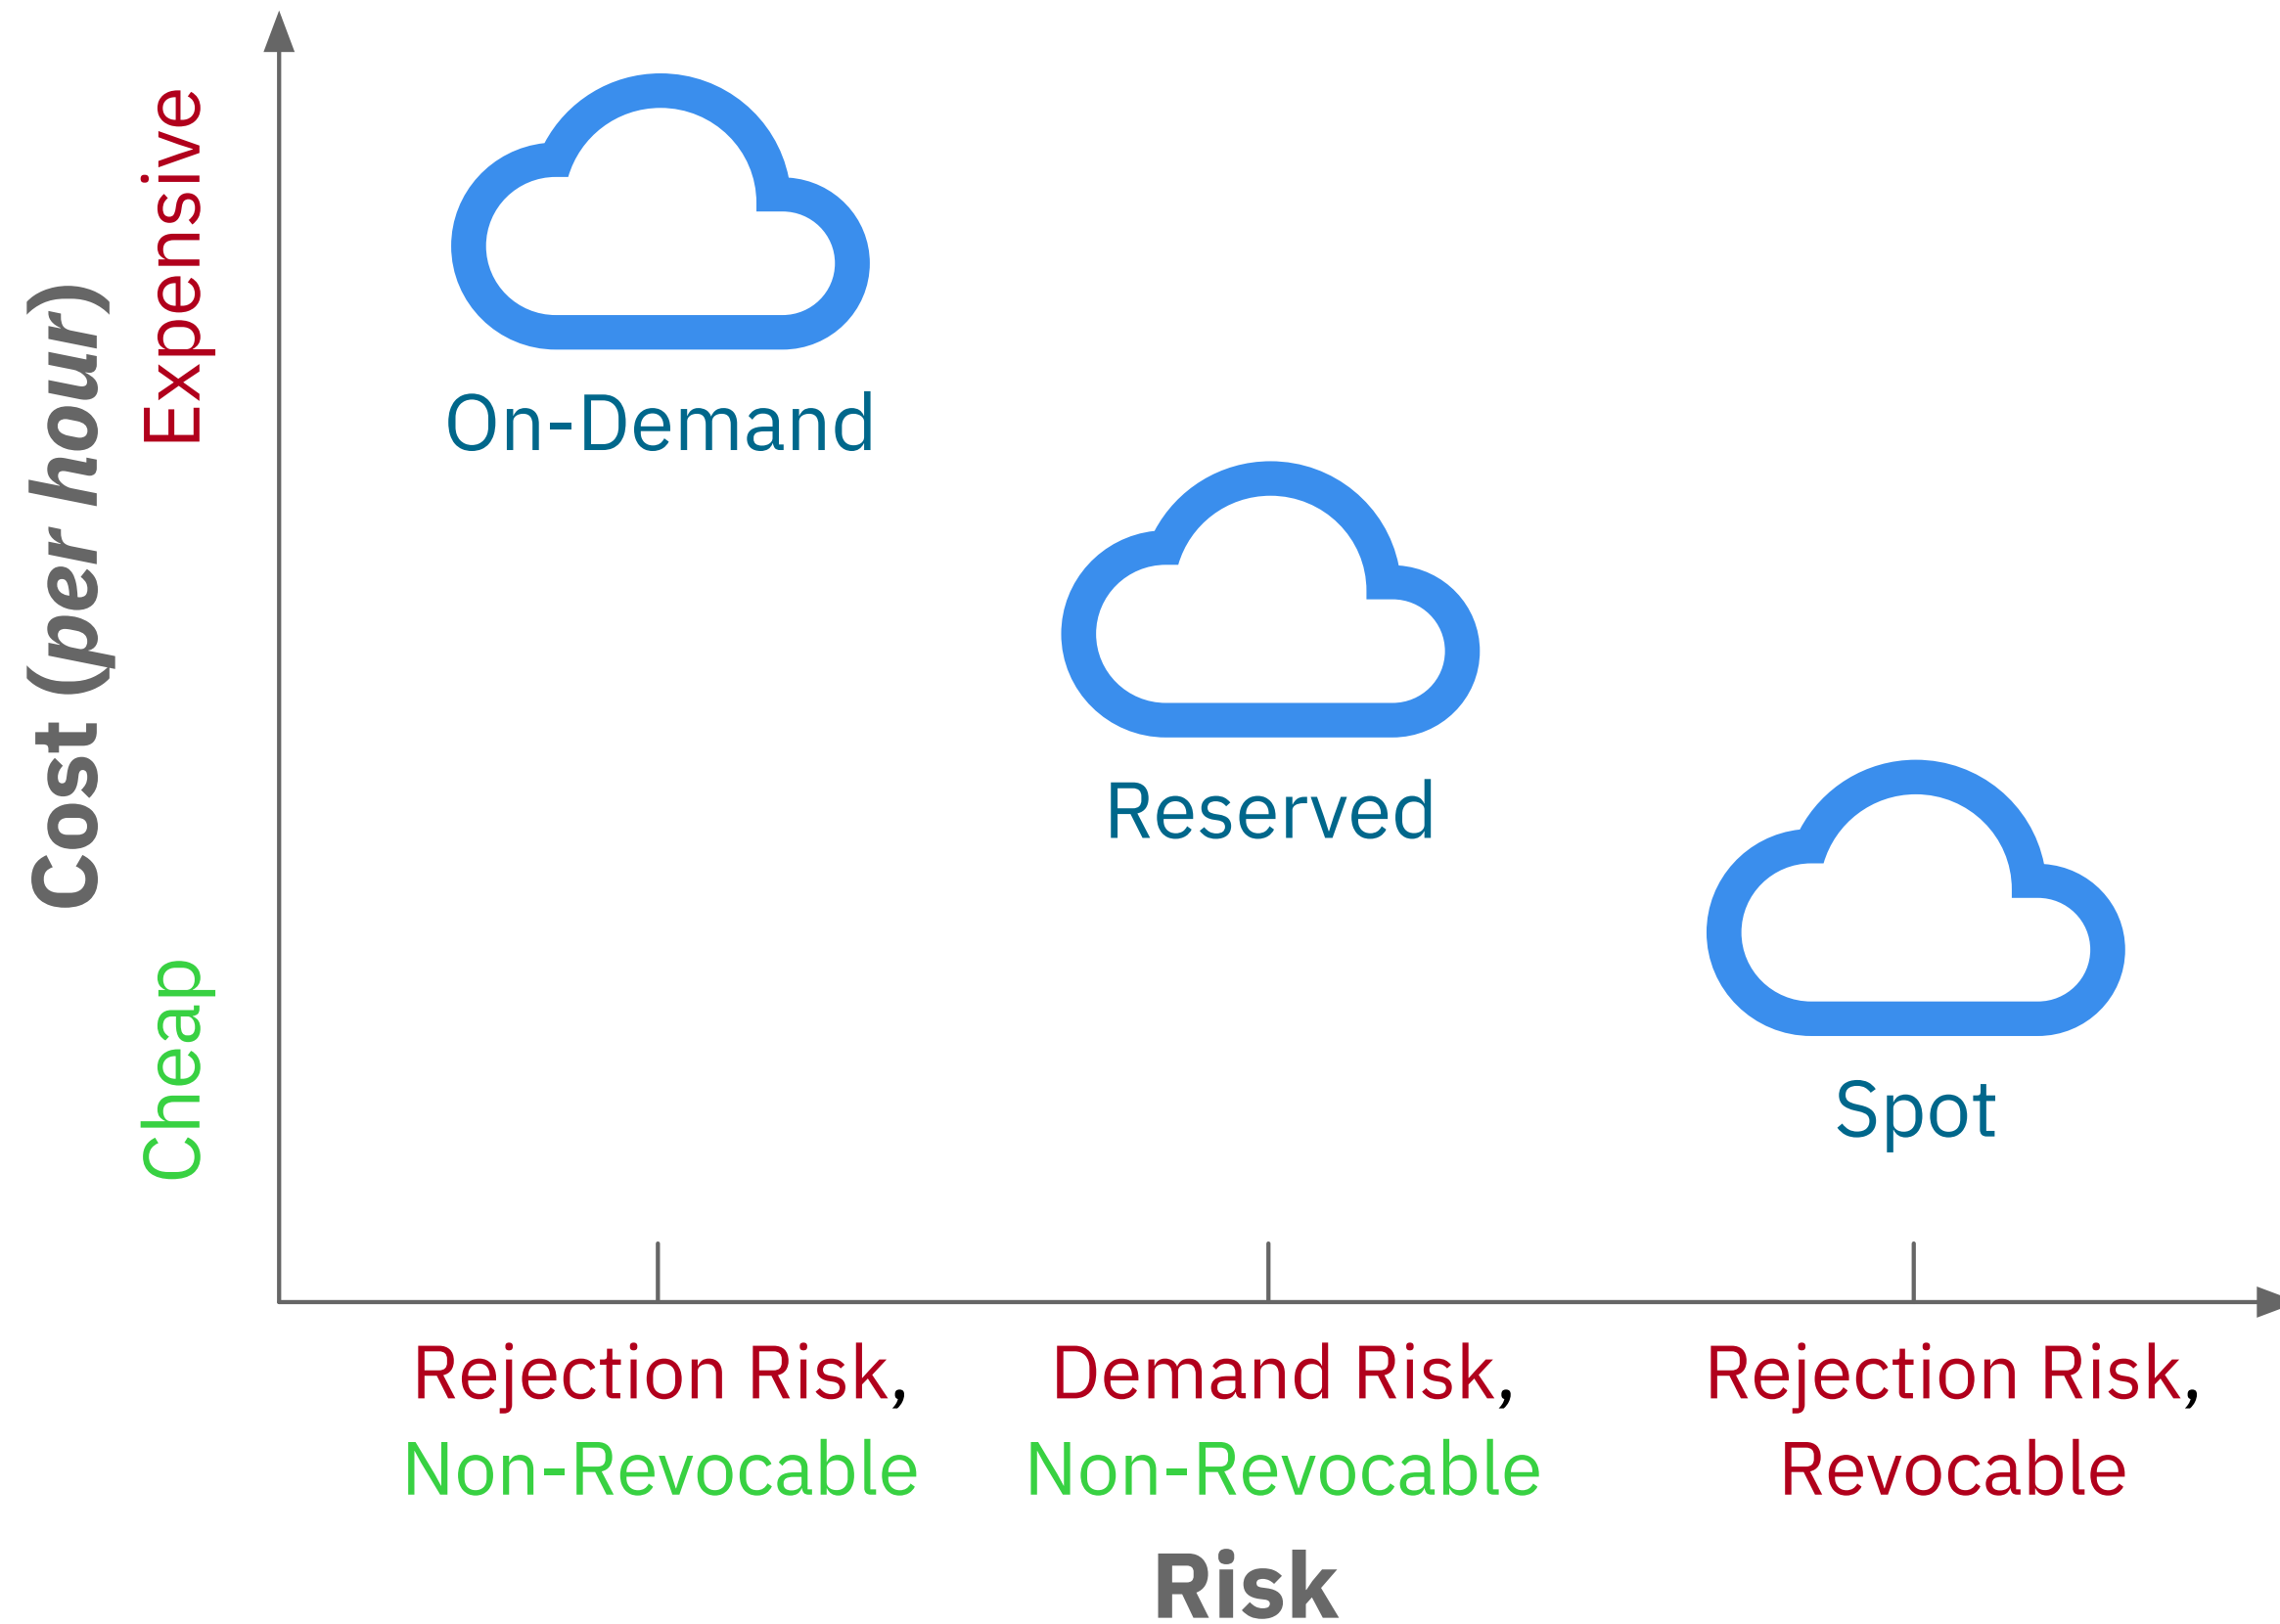 Cost (per hour)
Expensive
Cheap
On-Demand
Reserved
Spot
Rejection Risk,
Non-Revocable
Demand Risk,
Non-Revocable
Rejection Risk,
Revocable
Risk